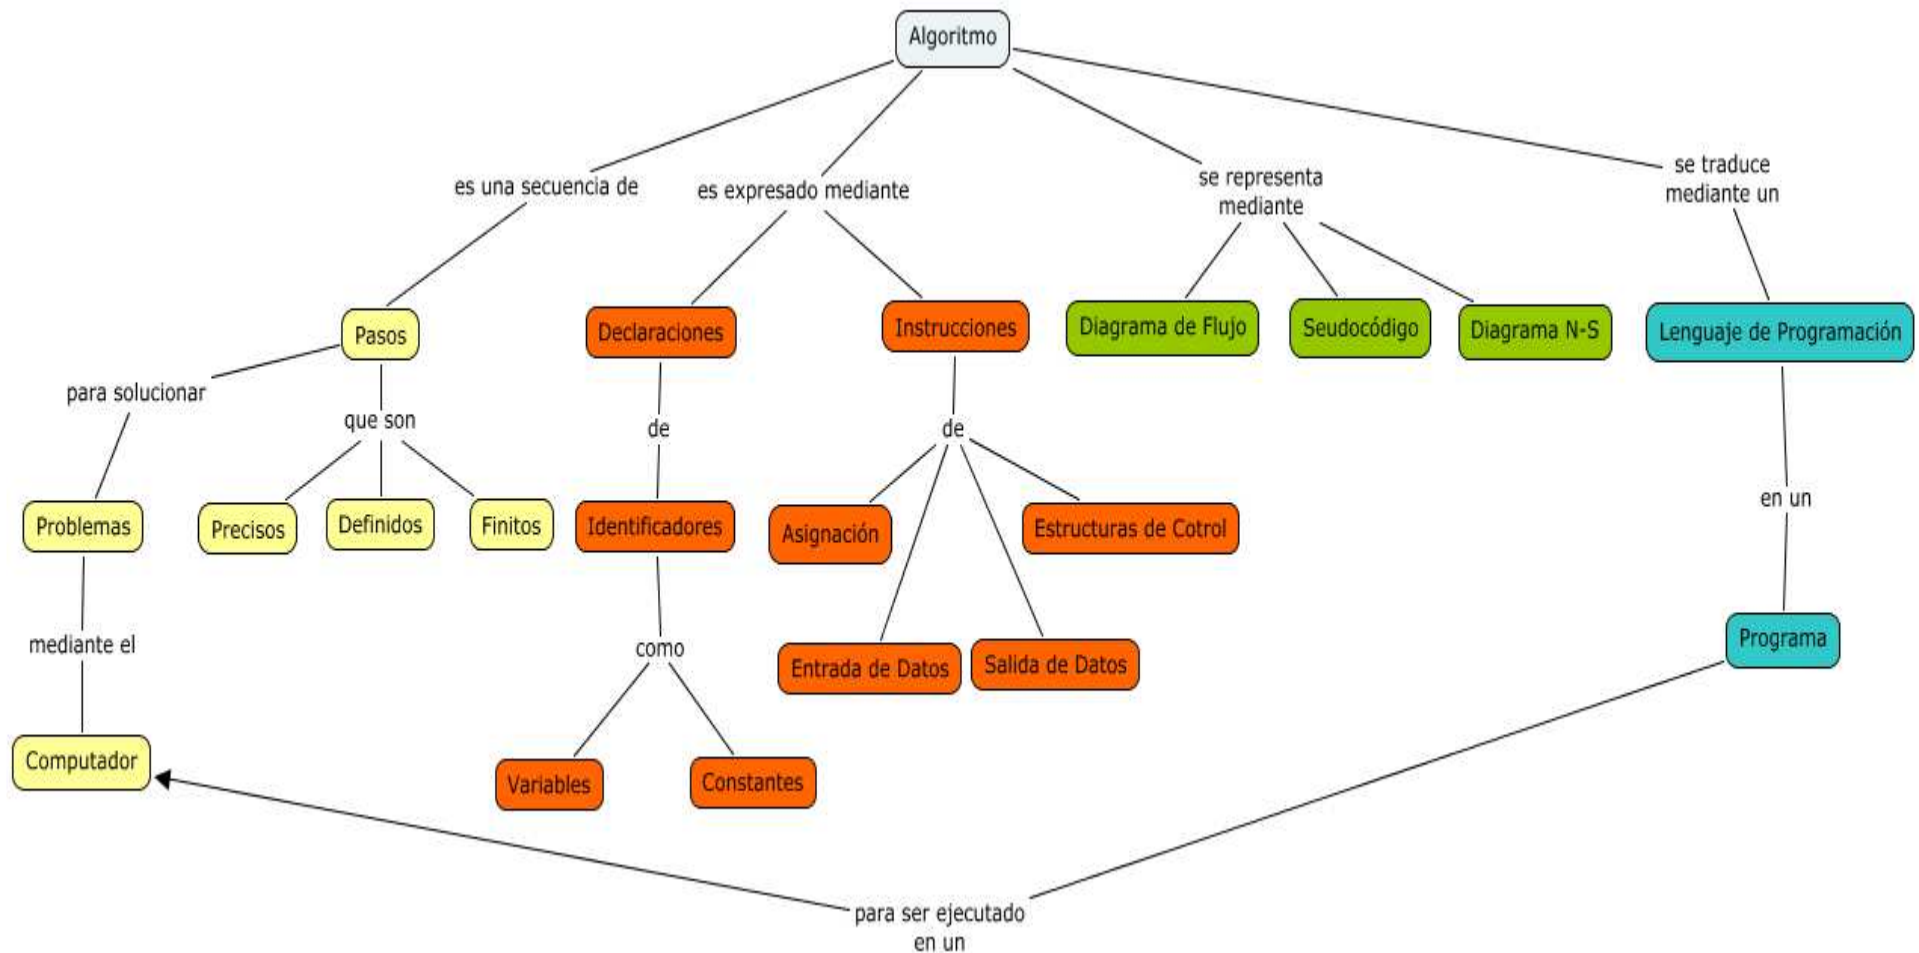 Algoritmo
es una secuencia de
es expresado mediante
se representa
mediante
se traduce
mediante un
Pasos
Declaraciones
Instrucciones
Diagrama de Flujo
Seudocódigo
Diagrama N-S
Lenguaje de Programación
para solucionar
que son
de
de
en un
Problemas
Precisos
Definidos
Finitos
Identificadores
Asignación
Estructuras de Cotrol
mediante el
como
Entrada de Datos
Salida de Datos
Programa
Computador
Variables
Constantes
para ser ejecutado
en un